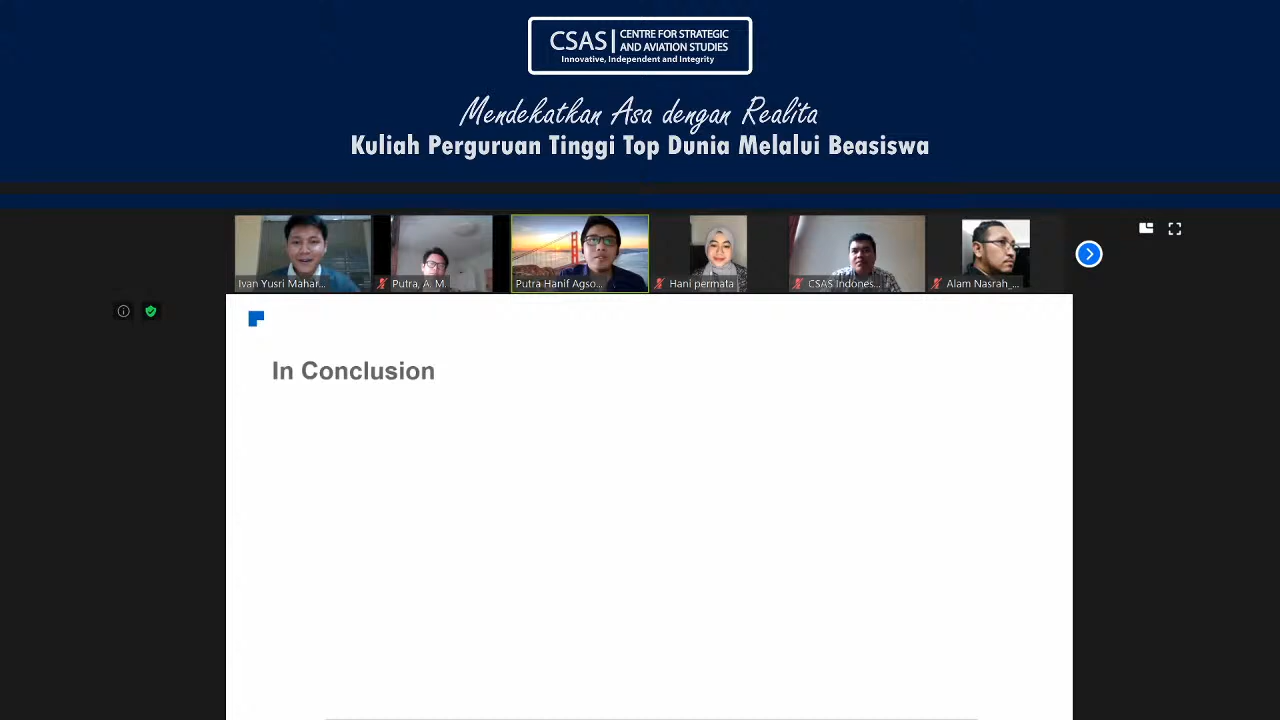 CSAS
CENTRE FOR STRATEGIC
AND AVIATION STUDIES
Innovative, Independent and Integrity
Mendekatkan Asa dengan Realita
Kuliah Perguruan Tinggi Top Dunia Melalui Beasiswa
Ivan Yusri Mahar...
Putra, A. M.
Putra Hanif Agso...
Hani permata
CSAS Indones...
Alam Nasrah_...
In Conclusion